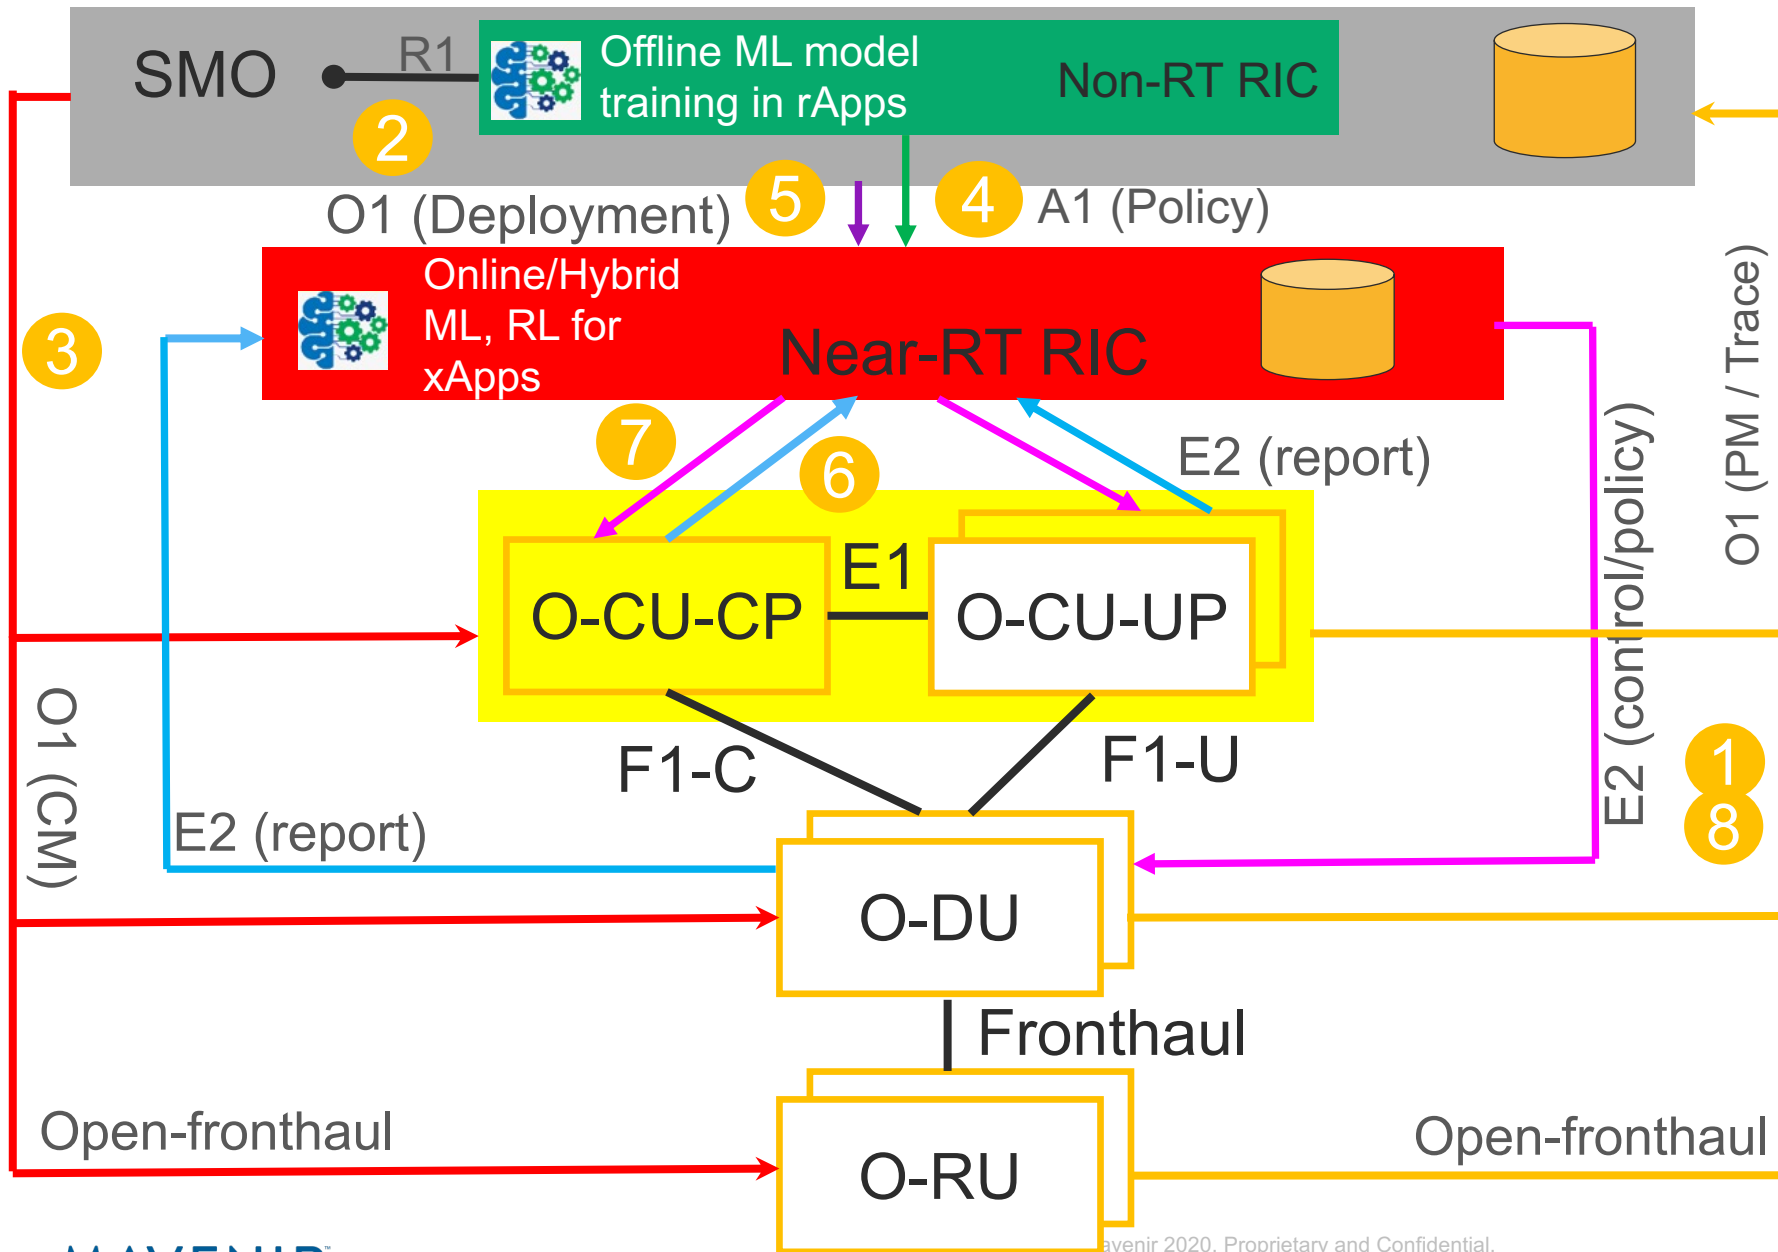 SMO
R1
Offline ML model
training in rApps
Non-RT RIC
2
O1 (Deployment)
5
4
A1 (Policy)
Online/Hybrid
ML, RL for
xApps
Near-RT RIC
3
O1 (PM / Trace)
7
6
E2 (report)
E2 (control/policy)
O-CU-CP
E1
O-CU-UP
O1 (CM)
F1-C
F1-U
1
8
E2 (report)
O-DU
Fronthaul
Open-fronthaul
Open-fronthaul
O-RU
MAVENIR
avenir 2020. Proprietary and Confidential.